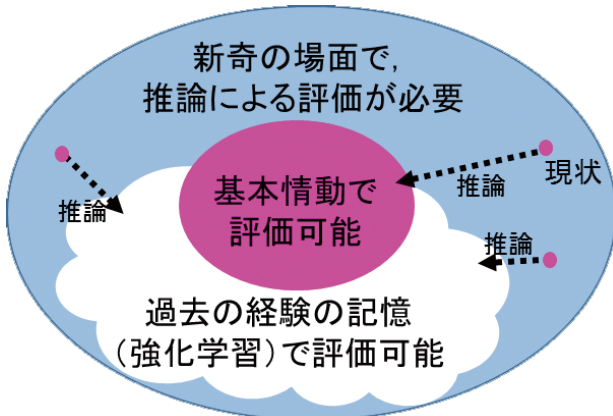 新奇の場面で,
推論による評価が必要
基本情動で
評価可能
推論
現状
推論
推論
過去の経験の記憶
(強化学習)で評価可能